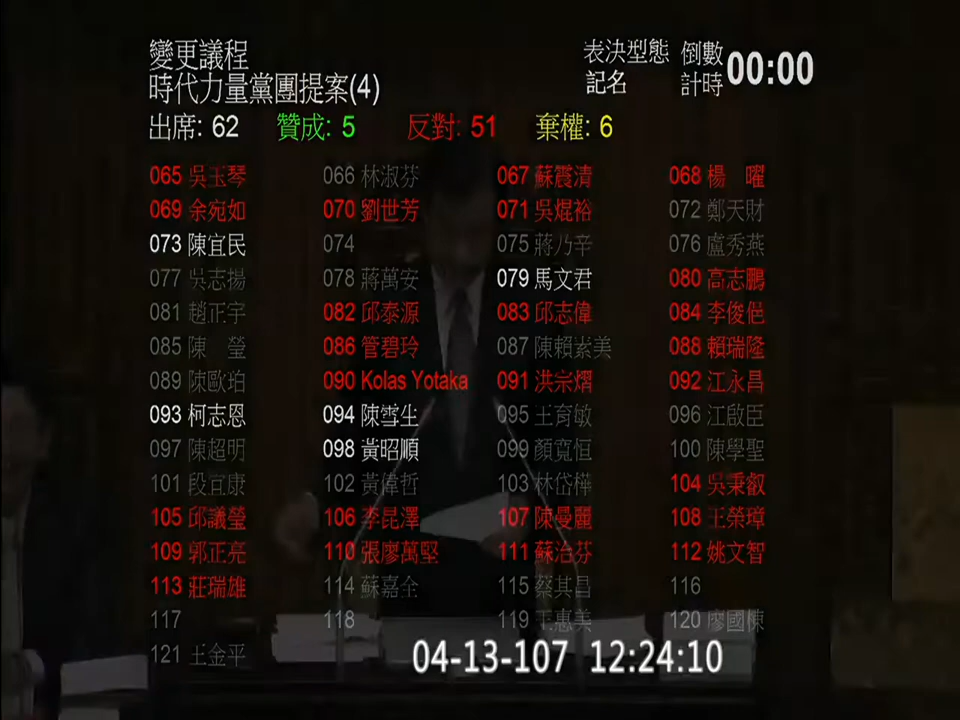 變更議程
時代力量黨團提案(4)
表決型態 倒數
記名 計時 00:00
出席: 62 贊成: 5 反對: 51 棄權: 6
065 吳玉琴 066 林淑芬 067 蘇震清 068 楊 曜
069 余宛如 070 劉世芳 071 吳焜裕 072 鄭天財
073 陳宜民 074 075 蔣乃辛 076 盧秀燕
077 吳志揚 078 蔣萬安 079 馬文君 080 高志鵬
081 趙正宇 082 邱泰源 083 邱志偉 084 李俊俋
085 陳 瑩 086 管碧玲 087 陳賴素美 088 賴瑞隆
089 陳歐珀 090 Kolas Yotaka 091 洪宗熠 092 江永昌
093 柯志恩 094 陳雪生 095 王育敏 096 江啟臣
097 陳超明 098 黃昭順 099 顏寬恒 100 陳學聖
101 段宜康 102 黃偉哲 103 林岱樺 104 吳秉叡
105 邱議瑩 106 李昆澤 107 陳曼麗 108 王榮璋
109 郭正亮 110 張廖萬堅 111 蘇治芬 112 姚文智
113 莊瑞雄 114 蘇嘉全 115 蔡其昌 116
117 118 119 王惠美 120 廖國棟
121 王金平
04-13-107 12:24:10